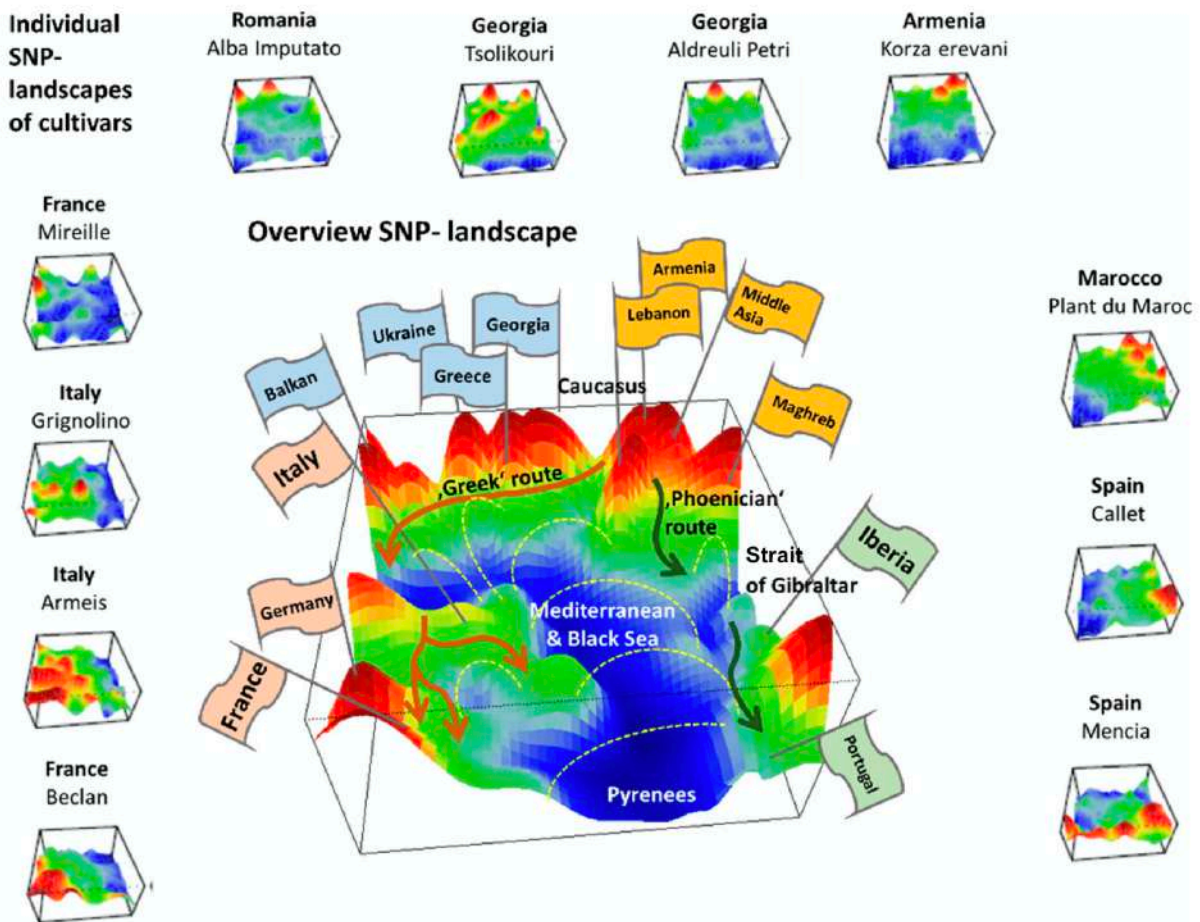 Individual
SNP-
landscapes
of cultivars
Romania
Alba Imputato
Georgia
Tsolikouri
Georgia
Aldreuli Petri
Armenia
Korza erevani
France
Mireille
Overview SNP- landscape
Armenia
Ukraine
Georgia
Lebanon
Middle
Asia
Marocco
Plant du Maroc
Balkan
Greece
Caucasus
Italy
Grignolino
Italy
Maghreb
‚Greek‘ route
‚Phoenician‘
route
Spain
Callet
Iberia
Strait
of Gibraltar
Italy
Armeis
Germany
Mediterranean
& Black Sea
France
Spain
Mencia
France
Beclan
Portugal
Pyrenees